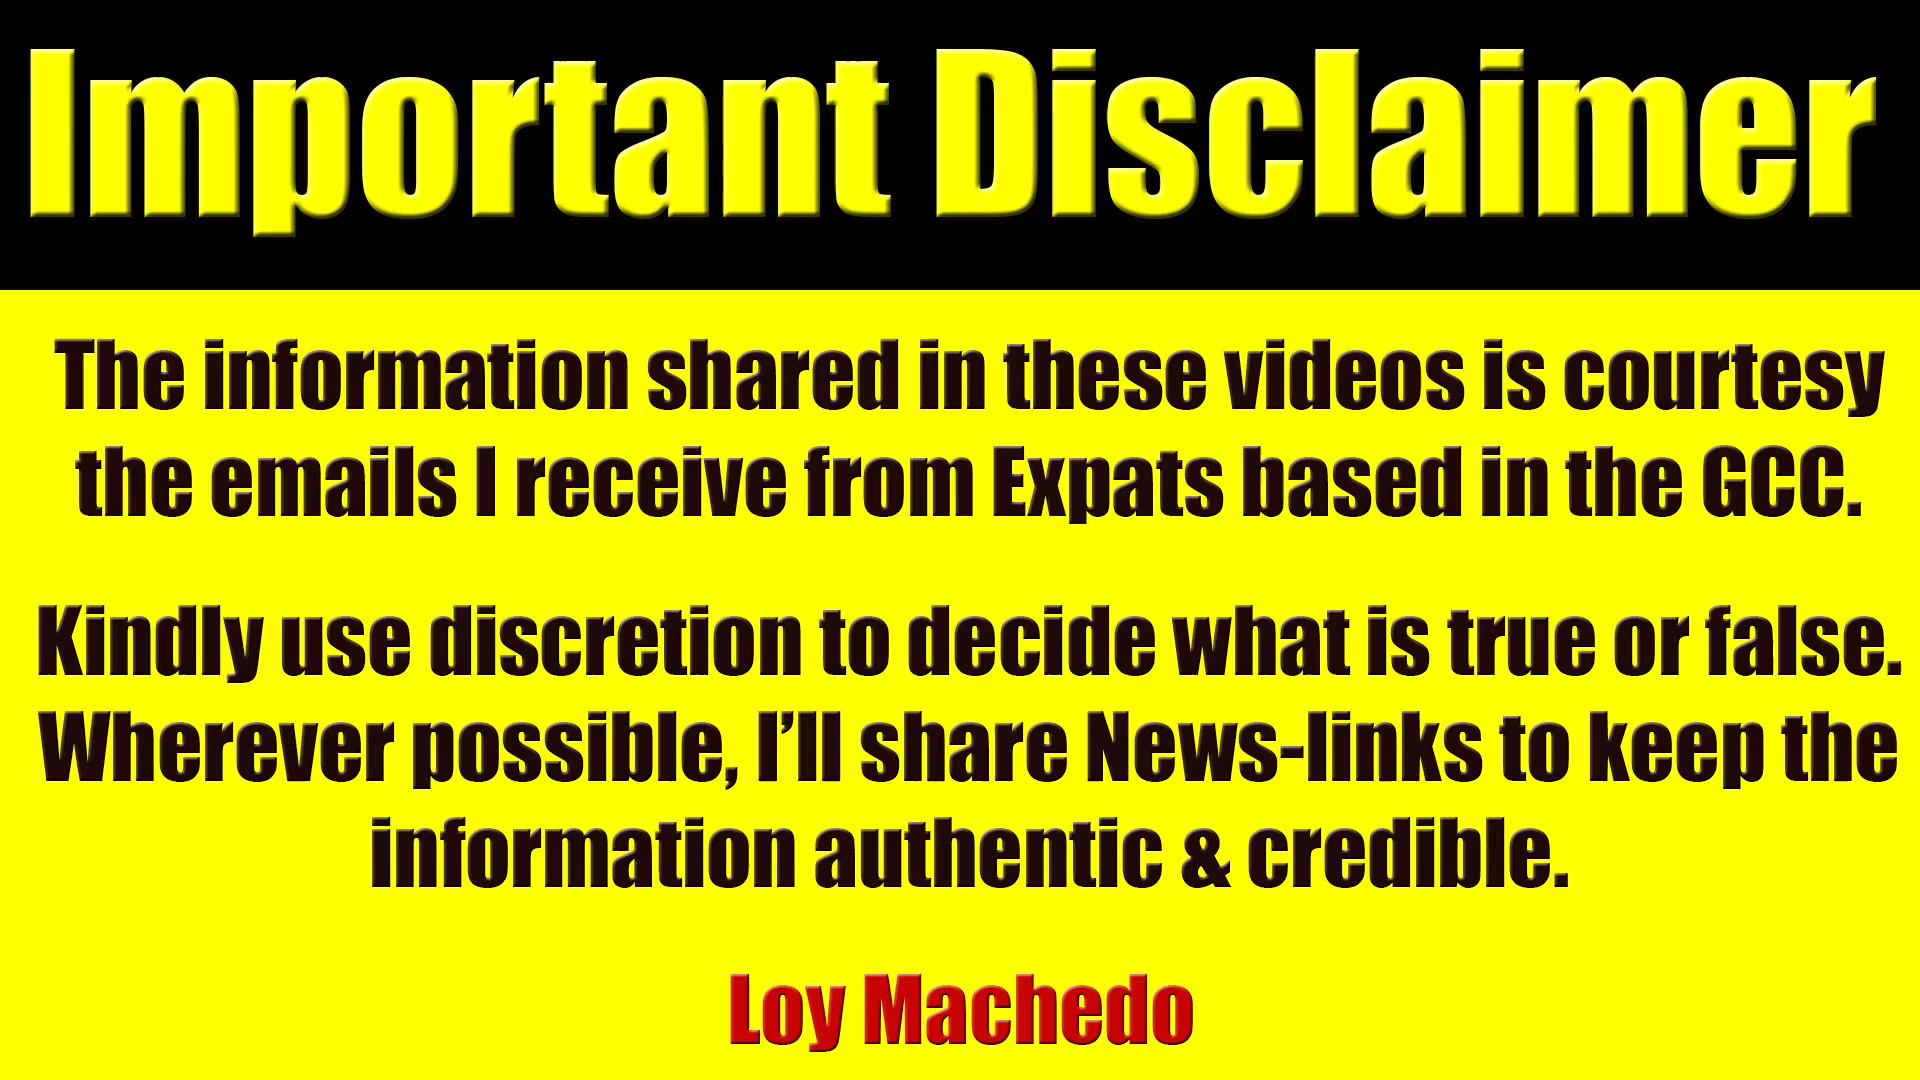 Important Disclaimer
The information shared in these videos is courtesy
the emails I receive from Expats based in the GCC.
Kindly use discretion to decide what is true or false.
Wherever possible, I’ll share News-links to keep the
information authentic & credible.
Loy Machedo